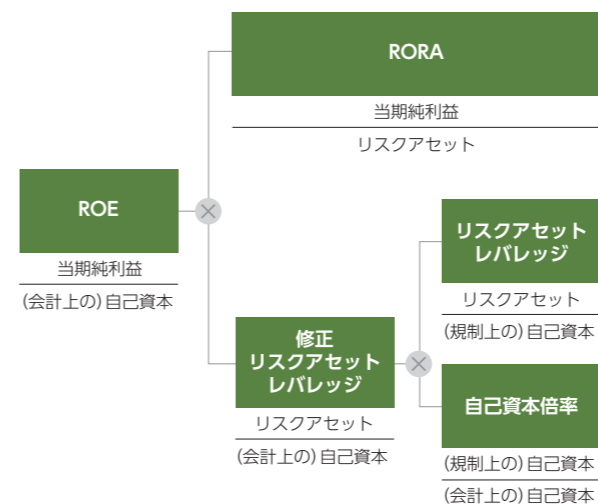 RORA
当期純利益
リスクアセット
ROE
当期純利益
(会計上の)自己資本
×
修正
リスクアセット
レバレッジ
リスクアセット
(会計上の)自己資本
×
リスクアセット
レバレッジ
リスクアセット
(規制上の)自己資本
自己資本倍率
(規制上の)自己資本
(会計上の)自己資本